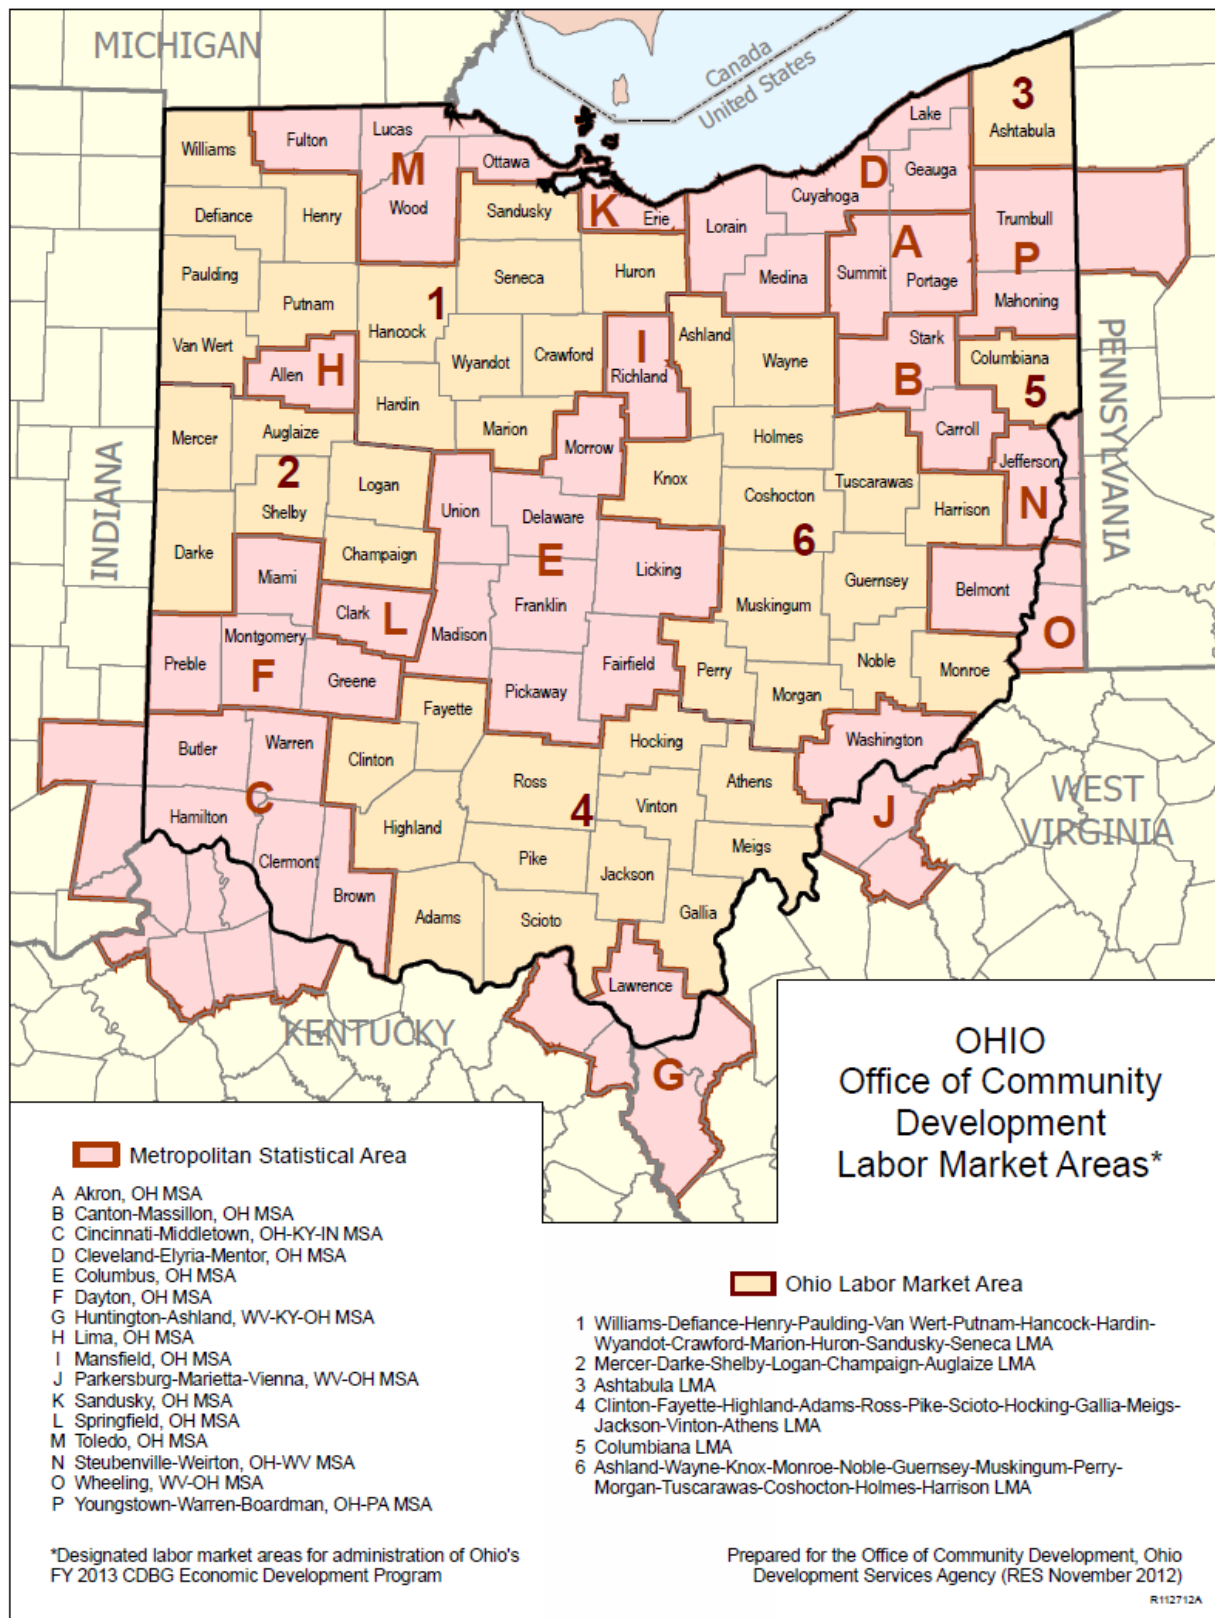 MICHIGAN
Canada
United States
3
Ashtabula
Lake
Williams
Fulton
Lucas
M
Wood
Ottawa
D
Geauga
Cuyahoga
Defiance
Henry
Sandusky
K
Erie
Lorain
A
Trumbull
P
Paulding
Putnam
1
Seneca
Huron
Medina
Summit
Portage
Mahoning
Van Wert
Hancock
Wyandot
Crawford
I
Richland
Ashland
Wayne
Stark
B
Columbiana
5
Allen
H
Hardin
Marion
Morrow
Holmes
Carroll
Jefferson
N
PENNSYLVANIA
INDIANA
Mercer
Auglaize
2
Shelby
Logan
Union
Delaware
Knox
Coshocton
6
Tuscarawas
Harrison
Darke
Champaign
E
Licking
Miami
Clark
L
Franklin
Muskingum
Guernsey
Belmont
O
Montgomery
Madison
Preble
F
Greene
Pickaway
Fairfield
Perry
Noble
Monroe
Morgan
Fayette
Butler
Warren
Clinton
Hocking
Washington
C
Ross
Athens
WEST
VIRGINIA
Hamilton
4
Vinton
J
Highland
Clermont
Pike
Meigs
Jackson
Brown
Adams
Scioto
Gallia
Lawrence
KENTUCKY
G
OHIO
Office of Community
Development
Labor Market Areas*
Metropolitan Statistical Area
A Akron, OH MSA
B Canton-Massillon, OH MSA
C Cincinnati-Middletown, OH-KY-IN MSA
D Cleveland-Elyria-Mentor, OH MSA
E Columbus, OH MSA
F Dayton, OH MSA
G Huntington-Ashland, WV-KY-OH MSA
H Lima, OH MSA
I Mansfield, OH MSA
J Parkersburg-Marietta-Vienna, WV-OH MSA
K Sandusky, OH MSA
L Springfield, OH MSA
M Toledo, OH MSA
N Steubenville-Weirton, OH-WV MSA
O Wheeling, WV-OH MSA
P Youngstown-Warren-Boardman, OH-PA MSA
Ohio Labor Market Area
1 Williams-Defiance-Henry-Paulding-Van Wert-Putnam-Hancock-Hardin-
Wyandot-Crawford-Marion-Huron-Sandusky-Seneca LMA
2 Mercer-Darke-Shelby-Logan-Champaign-Auglaize LMA
3 Ashtabula LMA
4 Clinton-Fayette-Highland-Adams-Ross-Pike-Scioto-Hocking-Gallia-Meigs-
Jackson-Vinton-Athens LMA
5 Columbiana LMA
6 Ashland-Wayne-Knox-Monroe-Noble-Guernsey-Muskingum-Perry-
Morgan-Tuscarawas-Coshocton-Holmes-Harrison LMA
*Designated labor market areas for administration of Ohio's
FY 2013 CDBG Economic Development Program
Prepared for the Office of Community Development, Ohio
Development Services Agency (RES November 2012)
R112712A